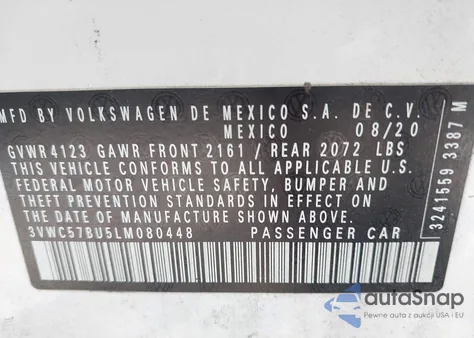 MFD BY VOLKSWAGEN DE MEXICO S.A. DE C.V.
MEXICO 08/20
GVWR 4123 GAWR FRONT 2161 / REAR 2072 LBS
THIS VEHICLE CONFORMS TO ALL APPLICABLE U.S.
FEDERAL MOTOR VEHICLE SAFETY, BUMPER AND
THEFT PREVENTION STANDARDS IN EFFECT ON THE
DATE OF MANUFACTURE SHOWN ABOVE
3VWC57BU5LM080448 PASSENGER CAR
3241559 3387 M
autoSnap
Pewne auta z USA i EU